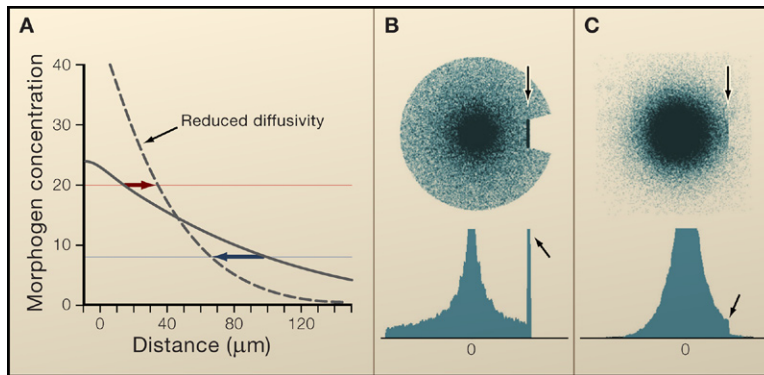 A
B
C
40
30
20
10
0
Morphogen concentration
Reduced diffusivity
0
40
80
120
Distance (μm)
0
0